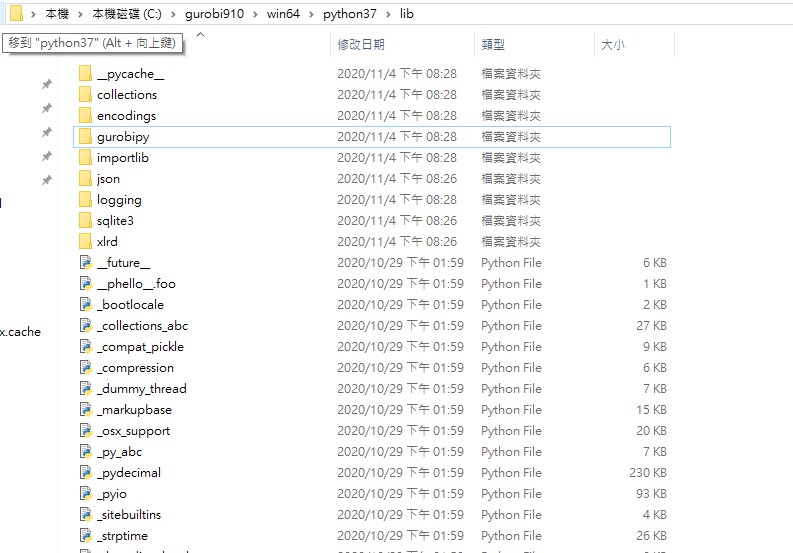 本機 本機磁碟 (C:) gurobi910 win64 python37 lib
移到 "python37" (Alt + 向上鍵)
修改日期 類型 大小
__pycache__ 2020/11/4 下午 08:28 檔案資料夾
collections 2020/11/4 下午 08:28 檔案資料夾
encodings 2020/11/4 下午 08:28 檔案資料夾
gurobipy 2020/11/4 下午 08:28 檔案資料夾
importlib 2020/11/4 下午 08:28 檔案資料夾
json 2020/11/4 下午 08:26 檔案資料夾
logging 2020/11/4 下午 08:28 檔案資料夾
sqlite3 2020/11/4 下午 08:26 檔案資料夾
xlrd 2020/11/4 下午 08:26 檔案資料夾
__future__ 2020/10/29 下午 01:59 Python File 6 KB
__phello__.foo 2020/10/29 下午 01:59 Python File 1 KB
_bootlocale 2020/10/29 下午 01:59 Python File 2 KB
_collections_abc 2020/10/29 下午 01:59 Python File 27 KB
x.cache
_compat_pickle 2020/10/29 下午 01:59 Python File 9 KB
_compression 2020/10/29 下午 01:59 Python File 6 KB
_dummy_thread 2020/10/29 下午 01:59 Python File 7 KB
_markupbase 2020/10/29 下午 01:59 Python File 15 KB
_osx_support 2020/10/29 下午 01:59 Python File 20 KB
_py_abc 2020/10/29 下午 01:59 Python File 7 KB
_pydecimal 2020/10/29 下午 01:59 Python File 230 KB
_pyio 2020/10/29 下午 01:59 Python File 93 KB
_sitebuiltins 2020/10/29 下午 01:59 Python File 4 KB
_strptime 2020/10/29 下午 01:59 Python File 26 KB